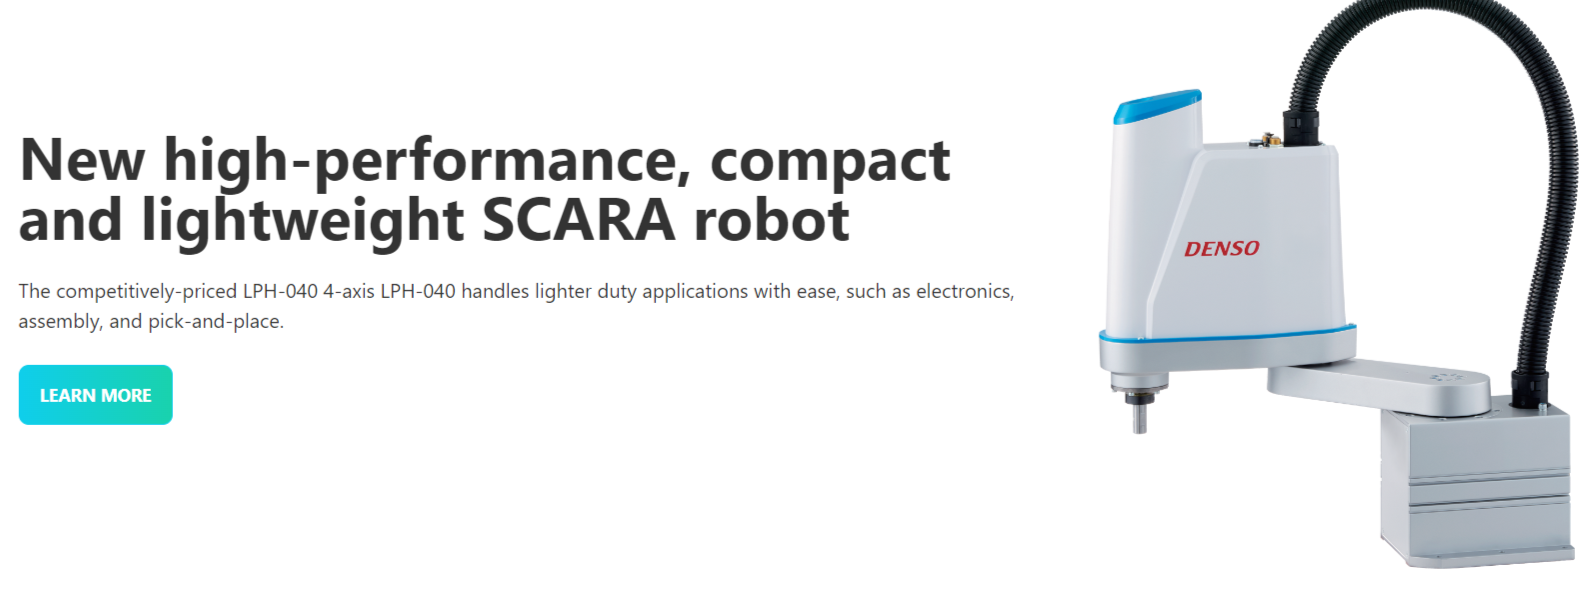 New high-performance, compact
and lightweight SCARA robot
The competitively-priced LPH-040 4-axis LPH-040 handles lighter duty applications with ease, such as electronics,
assembly, and pick-and-place.
LEARN MORE
DENSO